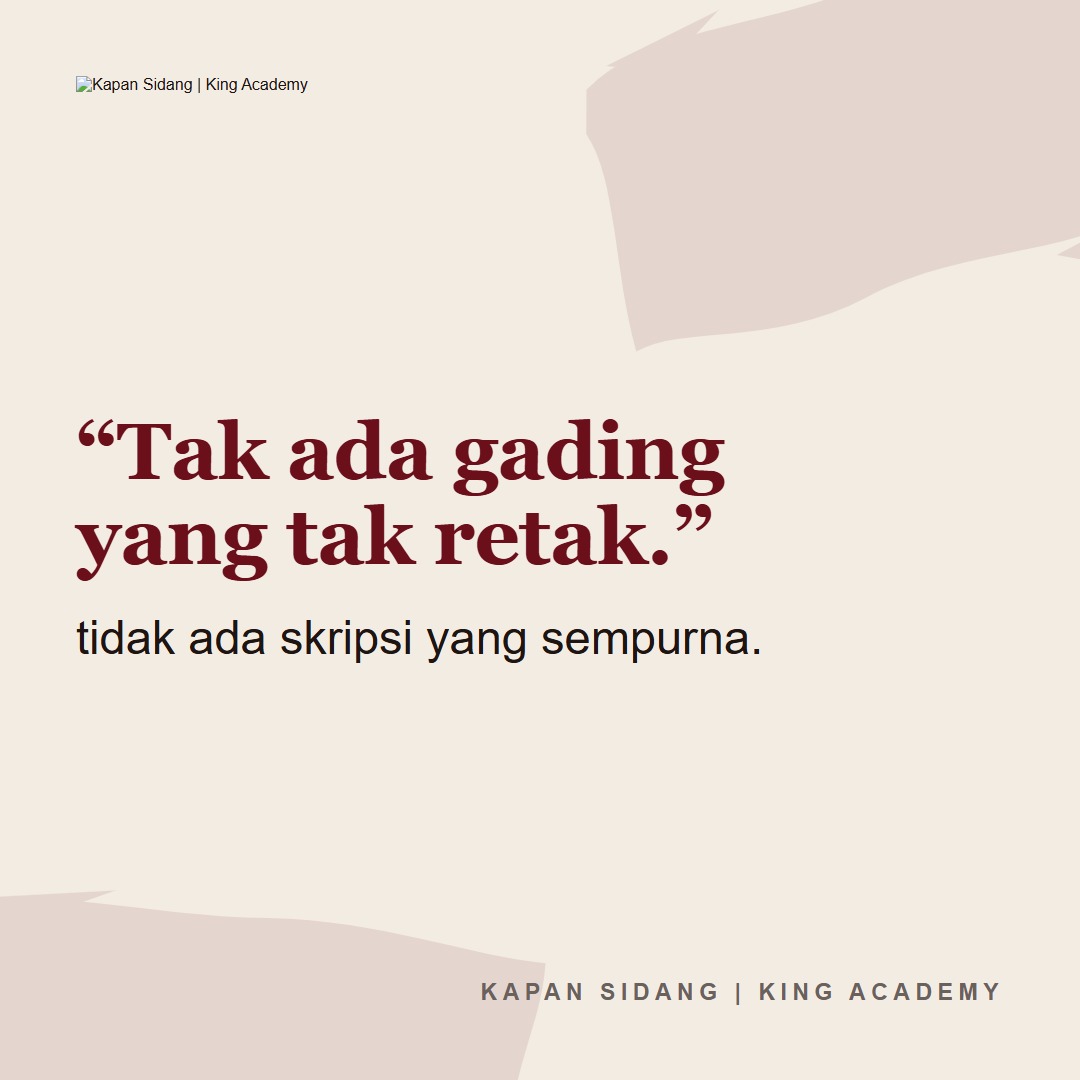 Kapan Sidang | King Academy
“Tak ada gading
yang tak retak.”
tidak ada skripsi yang sempurna.
KAPAN SIDANG | KING ACADEMY